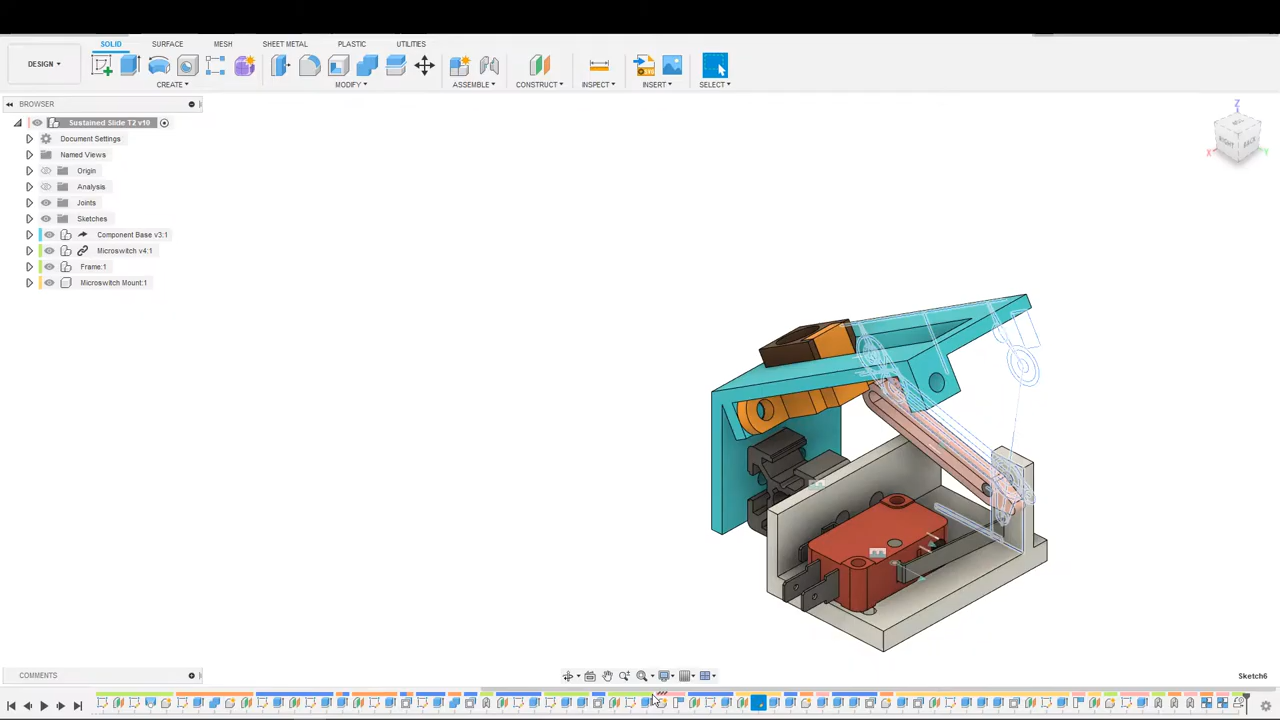 SOLID SURFACE MESH SHEET METAL PLASTIC UTILITIES
DESIGN
CREATE MODIFY ASSEMBLE CONSTRUCT INSPECT INSERT SELECT
BROWSER
Sustained Slide T2 v10
Document Settings
Named Views
Origin
Analysis
Joints
Sketches
Component Base v3:1
Microswitch v4:1
Frame:1
Microswitch Mount:1
Z
RIGHT BACK
X Y
COMMENTS
Sketch6